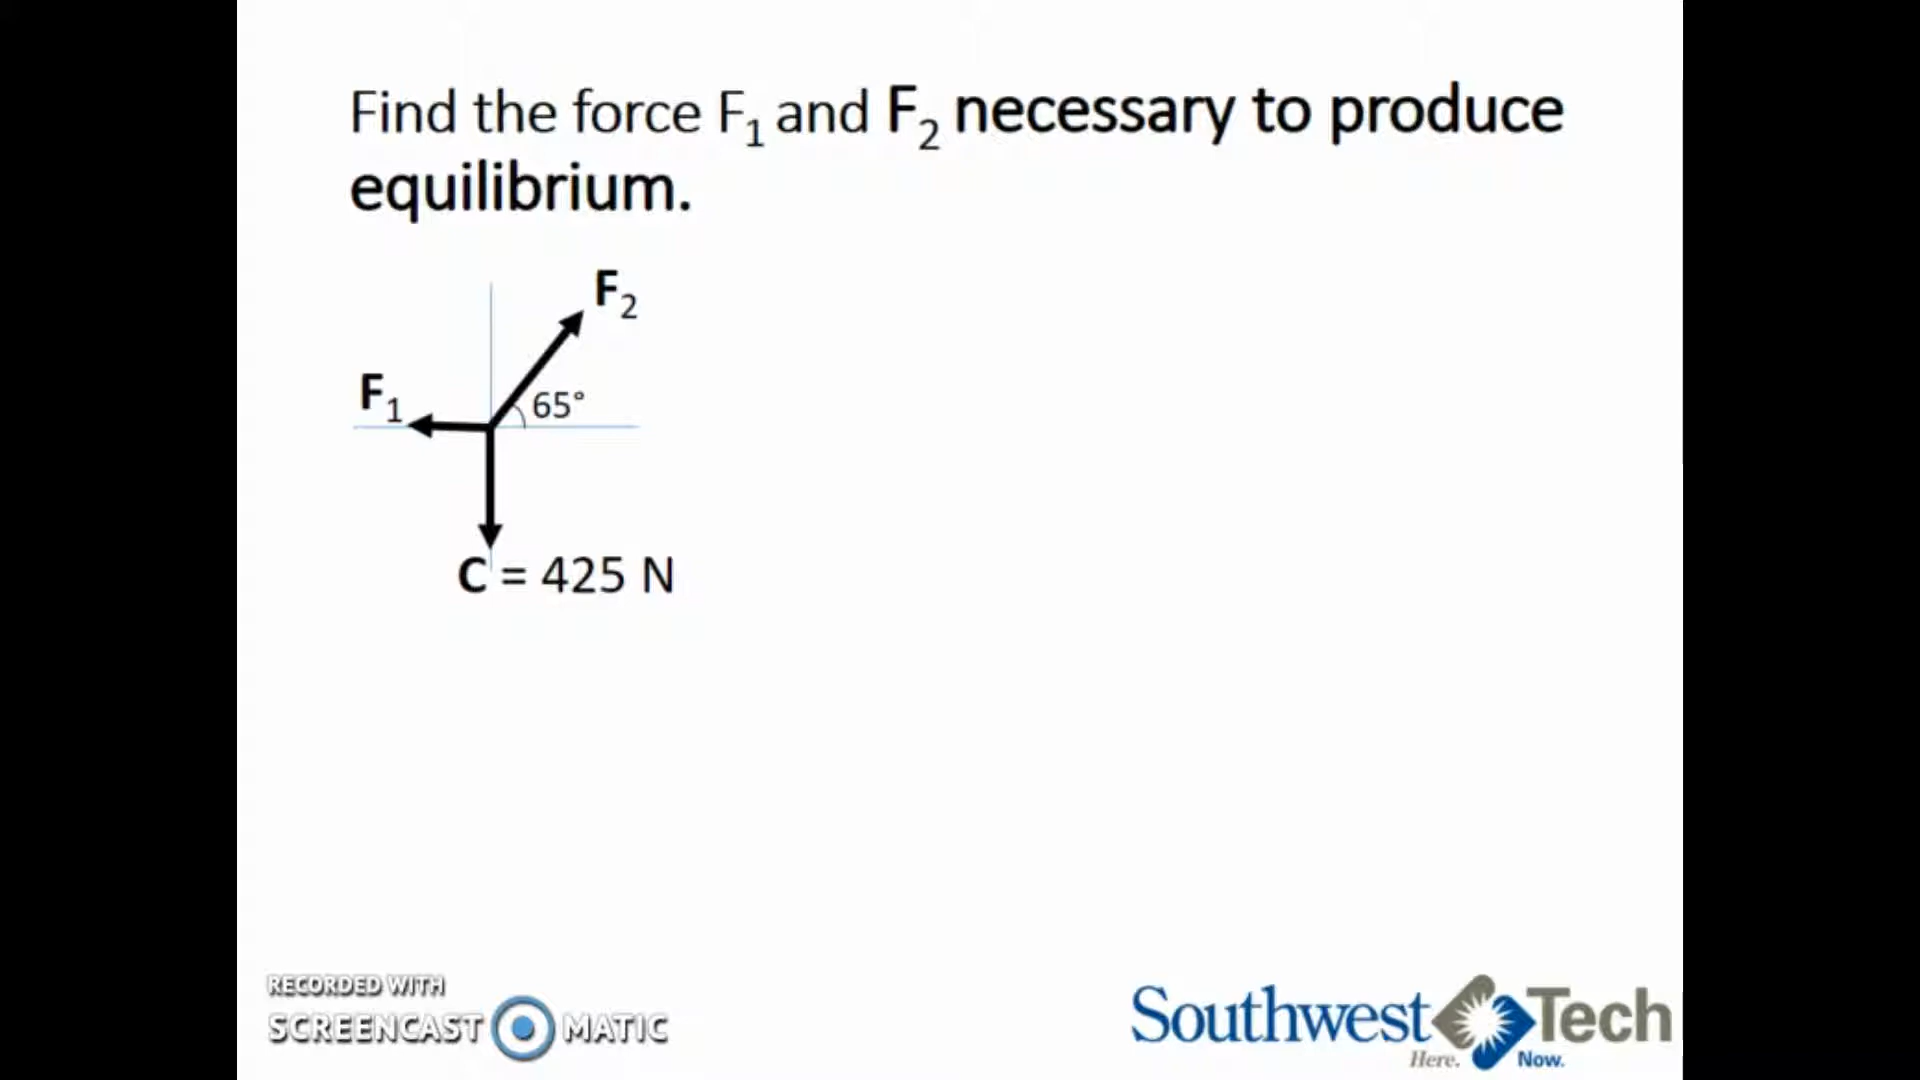 Find the force F₁ and F₂ necessary to produce
equilibrium.
F₂
F₁
65°
C = 425 N
RECORDED WITH
SCREENCAST MATIC
Southwest Tech
Here. Now.